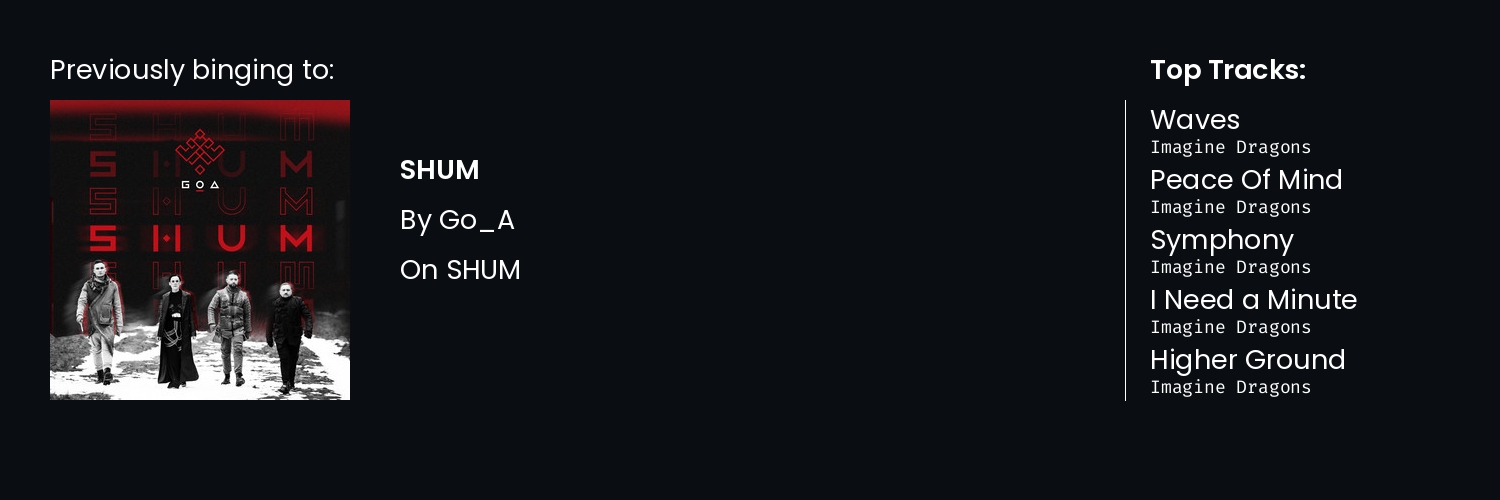 Previously binging to:
S H U M
S H U M
GOA
S H U M
S H U M
S H U M
SHUM
By Go_A
On SHUM
Top Tracks:
Waves
Imagine Dragons
Peace Of Mind
Imagine Dragons
Symphony
Imagine Dragons
I Need a Minute
Imagine Dragons
Higher Ground
Imagine Dragons